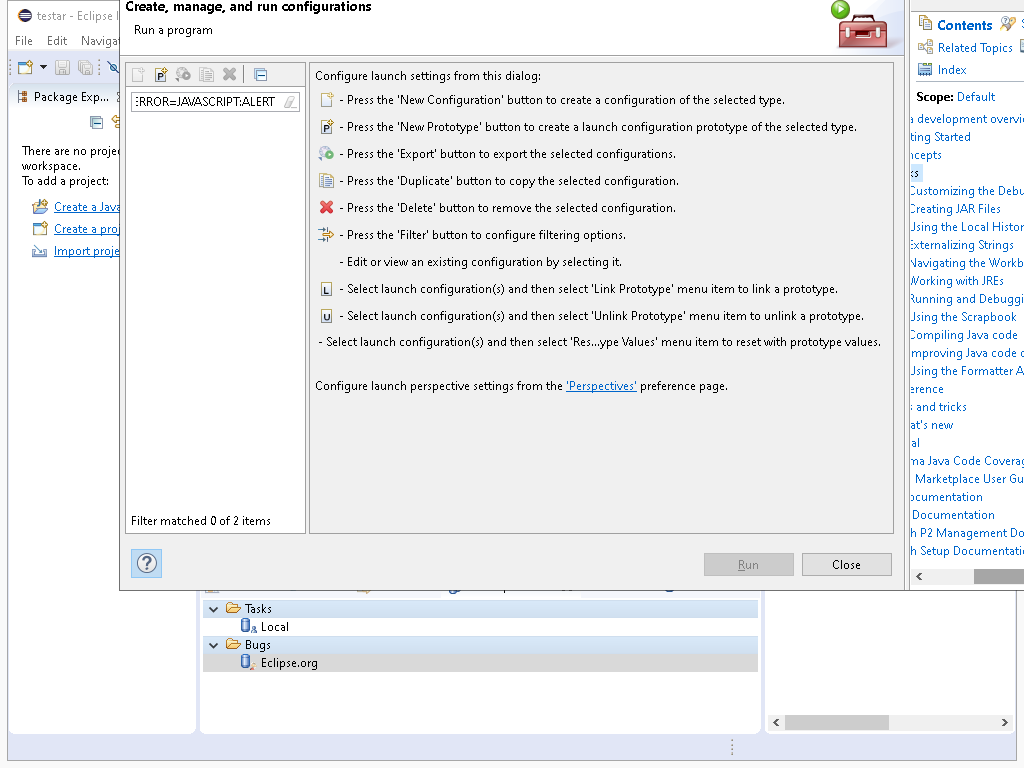 testar - Eclipse I
File Edit Navigat
Package Exp...
There are no projec
workspace.
To add a project:
Create a Java
Create a proj
Import proje
Create, manage, and run configurations
Run a program
ERROR=JAVASCRIPT:ALERT
Filter matched 0 of 2 items
Configure launch settings from this dialog:
- Press the 'New Configuration' button to create a configuration of the selected type.
- Press the 'New Prototype' button to create a launch configuration prototype of the selected type.
- Press the 'Export' button to export the selected configurations.
- Press the 'Duplicate' button to copy the selected configuration.
- Press the 'Delete' button to remove the selected configuration.
- Press the 'Filter' button to configure filtering options.
- Edit or view an existing configuration by selecting it.
L - Select launch configuration(s) and then select 'Link Prototype' menu item to link a prototype.
U - Select launch configuration(s) and then select 'Unlink Prototype' menu item to unlink a prototype.
- Select launch configuration(s) and then select 'Res...ype Values' menu item to reset with prototype values.
Configure launch perspective settings from the 'Perspectives' preference page.
Run
Close
Tasks
Local
Bugs
Eclipse.org
Contents
Related Topics
Index
Scope: Default
a development overvi
ting Started
ncepts
ks
Customizing the Debu
Creating JAR Files
Using the Local Histor
Externalizing Strings
Navigating the Workb
Working with JREs
Running and Debuggi
Using the Scrapbook
Compiling Java code
mproving Java code c
Using the Formatter A
erence
s and tricks
at's new
al
ma Java Code Coverag
Marketplace User Gu
ocumentation
Documentation
h P2 Management Do
h Setup Documentatio